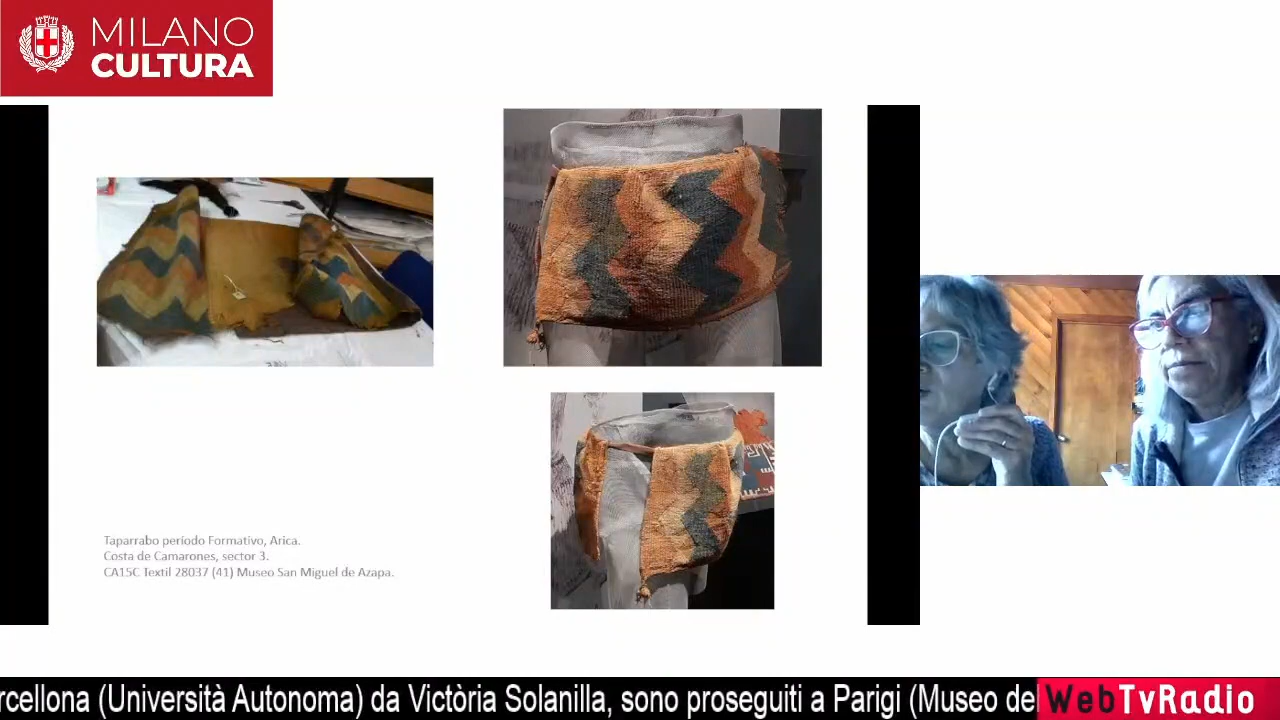 MILANO
CULTURA
Taparrabo período Formativo, Arica.
Costa de Camarones, sector 3.
CA15C Textil 28037 (41) Museo San Miguel de Azapa.
rcellona (Università Autonoma) da Victòria Solanilla, sono proseguiti a Parigi (Museo de
WebTvRadio